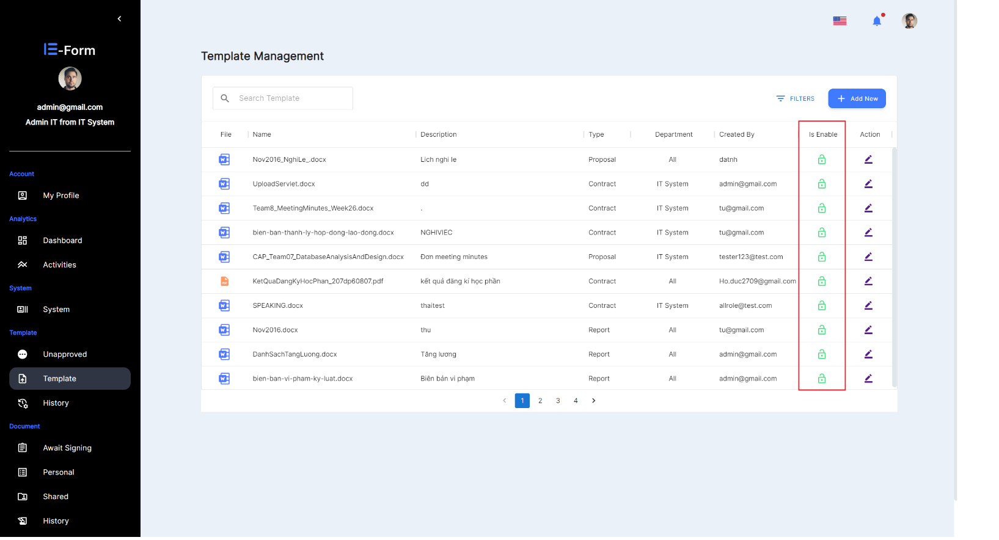 E-Form
admin@gmail.com
Admin IT from IT System
Account
My Profile
Analytics
Dashboard
Activities
System
System
Template
Unapproved
Template
History
Document
Await Signing
Personal
Shared
History
Template Management
Search Template
FILTERS
+ Add New
File Name Description Type Department Created By Is Enable Action
Nov2016_NghiLe_.docx Lich nghi le Proposal All datnh
UploadServlet.docx dd Contract IT System admin@gmail.com
Team8_MeetingMinutes_Week26.docx . Contract IT System tu@gmail.com
bien-ban-thanh-ly-hop-dong-lao-dong.docx NGHIVIEC Contract IT System tu@gmail.com
CAP_Team07_DatabaseAnalysisAndDesign.docx Đơn meeting minutes Proposal IT System tester123@test.com
PDF KetQuaDangKyHocPhan_207dp60807.pdf kết quả đăng kí học phần Contract All Ho.duc2709@gmail.com
SPEAKING.docx thaitest Contract IT System allrole@test.com
Nov2016.docx thu Report All tu@gmail.com
DanhSachTangLuong.docx Tăng lương Report All admin@gmail.com
bien-ban-vi-pham-ky-luat.docx Biên bản vi phạm Report All admin@gmail.com
< 1 2 3 4 >